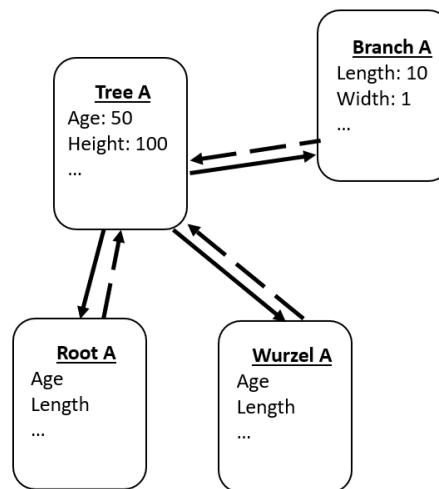 Tree A
Age: 50
Height: 100
...
Branch A
Length: 10
Width: 1
...
Root A
Age
Length
...
Wurzel A
Age
Length
...